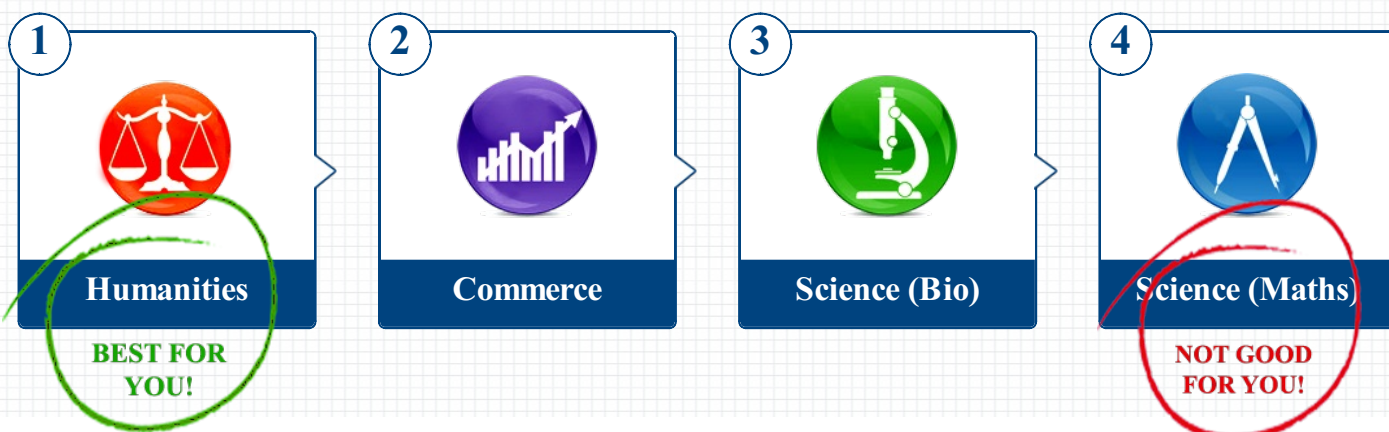 1
2
3
4
Humanities
Commerce
Science (Bio)
Science (Maths)
BEST FOR
YOU!
NOT GOOD
FOR YOU!